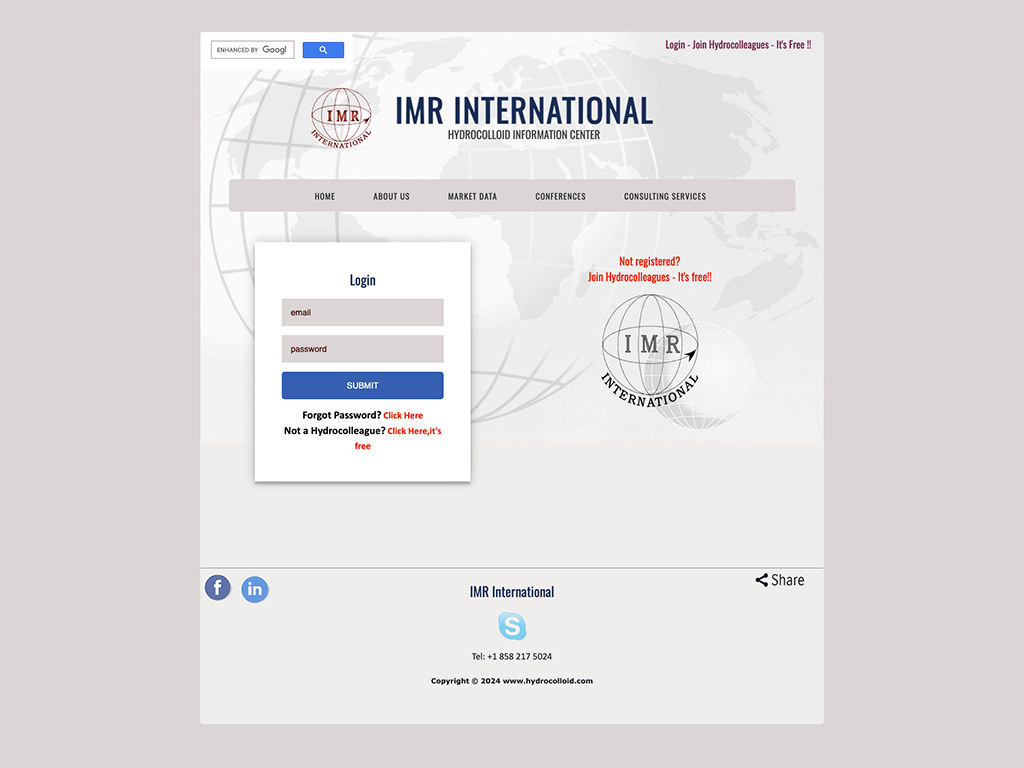 ENHANCED BY Googl
Login - Join Hydrocolleagues - It's Free !!
IMR
INTERNATIONAL
IMR INTERNATIONAL
HYDROCOLLOID INFORMATION CENTER
HOME ABOUT US MARKET DATA CONFERENCES CONSULTING SERVICES
Login
email
password
SUBMIT
Forgot Password? Click Here
Not a Hydrocolleague? Click Here,it's
free
Not registered?
Join Hydrocolleagues - It's free!!
IMR
INTERNATIONAL
f in
IMR International
Share
S
Tel: +1 858 217 5024
Copyright © 2024 www.hydrocolloid.com